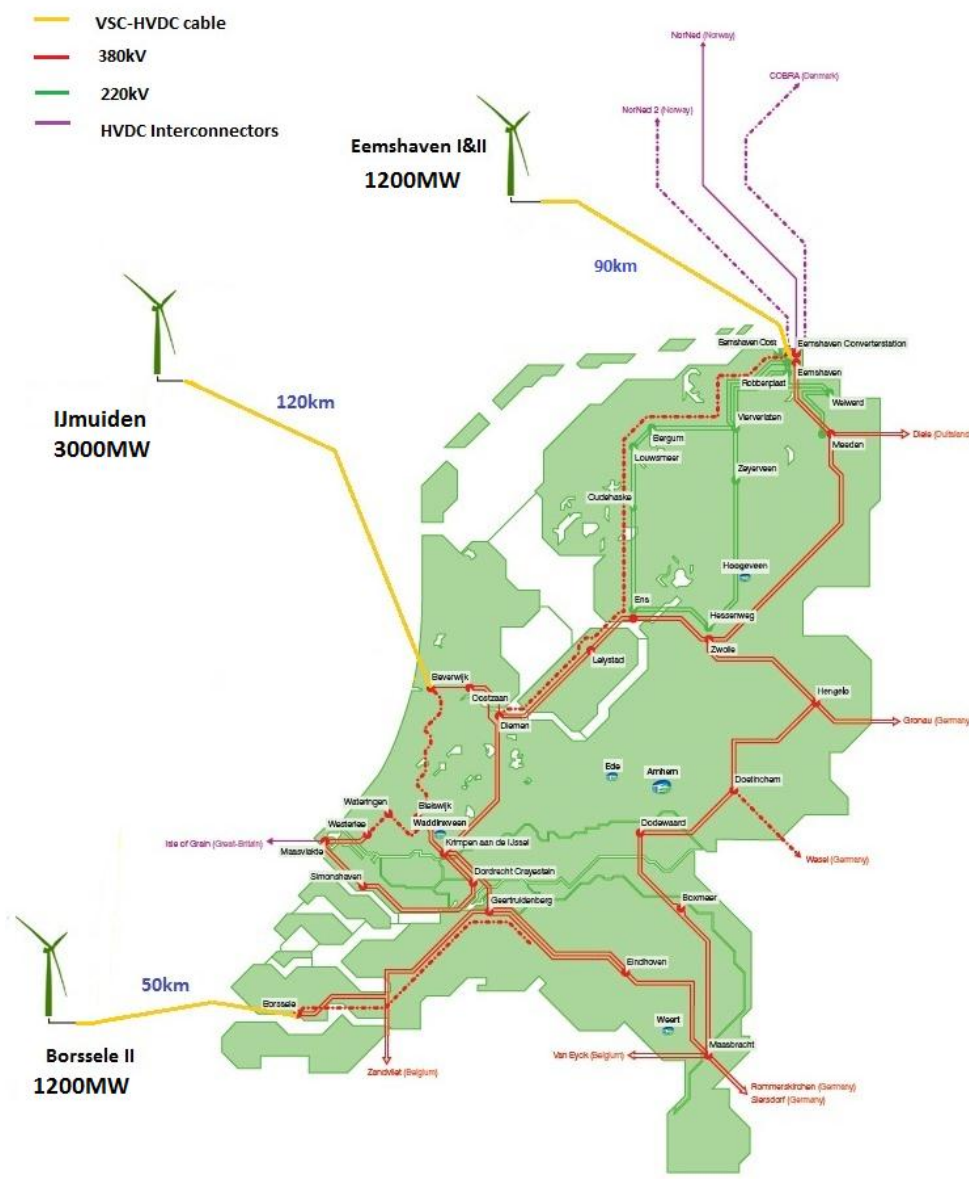 VSC-HVDC cable
380kV
220kV
HVDC Interconnectors
NorNed (Norway)
COBRA (Denmark)
NorNed 2 (Norway)
Eemshaven I&II
1200MW
90km
IJmuiden
3000MW
120km
Eemshaven Oost
Eemshaven Converterstation
Eemshaven
Robbenplaat
Weiwerd
Vierverlaten
Bergum
Diele (Duitsland
Meeden
Louwsmeer
Zeyerveen
Oudehaske
Hoogeveen
Ens
Hessenweg
Zwolle
Lelystad
Beverwijk
Oostzaan
Diemen
Hengelo
Gronau (Germany
Ede
Arnhem
Doetinchem
Wateringen
Bleiswijk
Westerlee
Waddinxveen
Dodewaard
Isle of Grain (Great-Britain)
Maasvlakte
Krimpen aan de IJssel
Wesel (Germany)
Simonshaven
Dordrecht Crayestein
Geertruidenberg
Boxmeer
Eindhoven
50km
Borssele
Weert
Maasbracht
Borssele II
1200MW
Zandvliet (Belgium)
Van Eyck (Belgium)
Rommerskirchen (Germany)
Siersdorf (Germany)